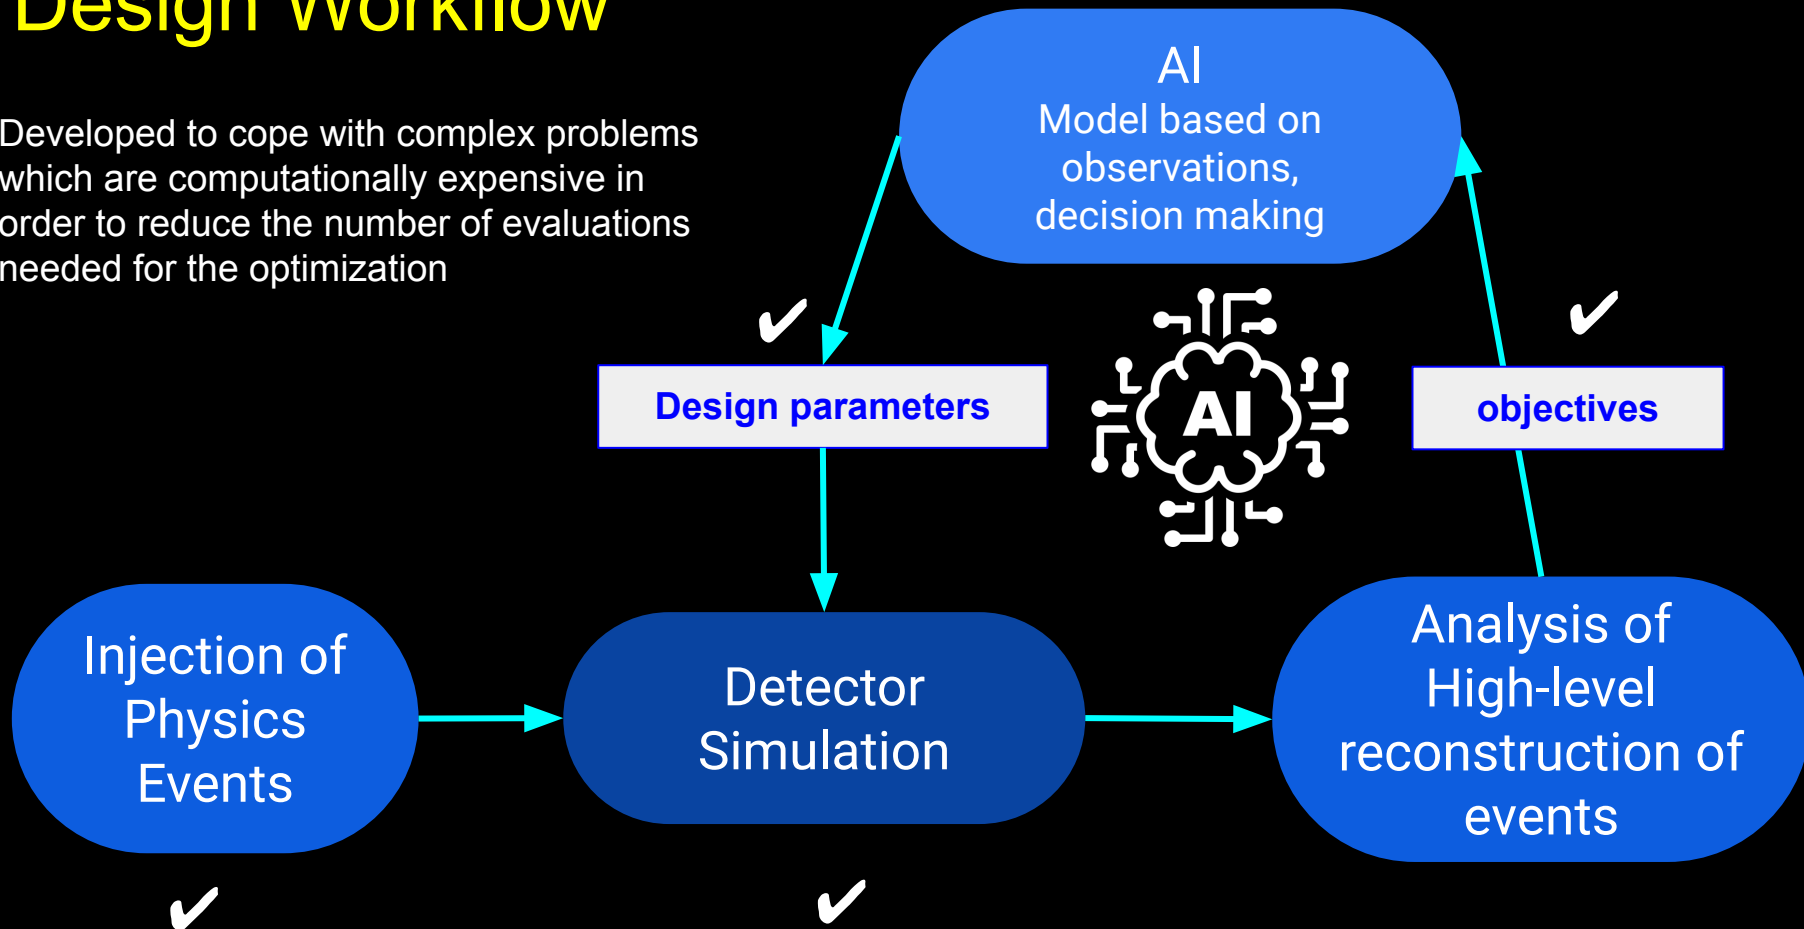 Design Workflow
Developed to cope with complex problems
which are computationally expensive in
order to reduce the number of evaluations
needed for the optimization
AI
Model based on
observations,
decision making
✔
✔
Design parameters
AI
objectives
Injection of
Physics
Events
Detector
Simulation
Analysis of
High-level
reconstruction of
events
✔
✔